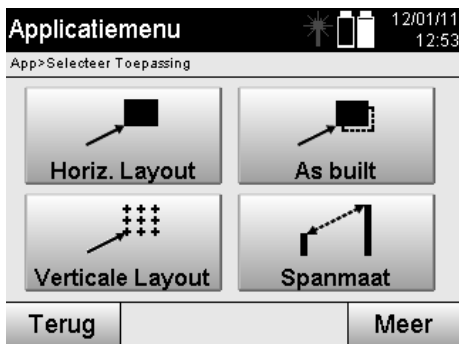 Applicatiemenu
12/01/11
12:53
App>Selecteer Toepassing
Horiz. Layout
As built
Verticale Layout
Spanmaat
Terug
Meer